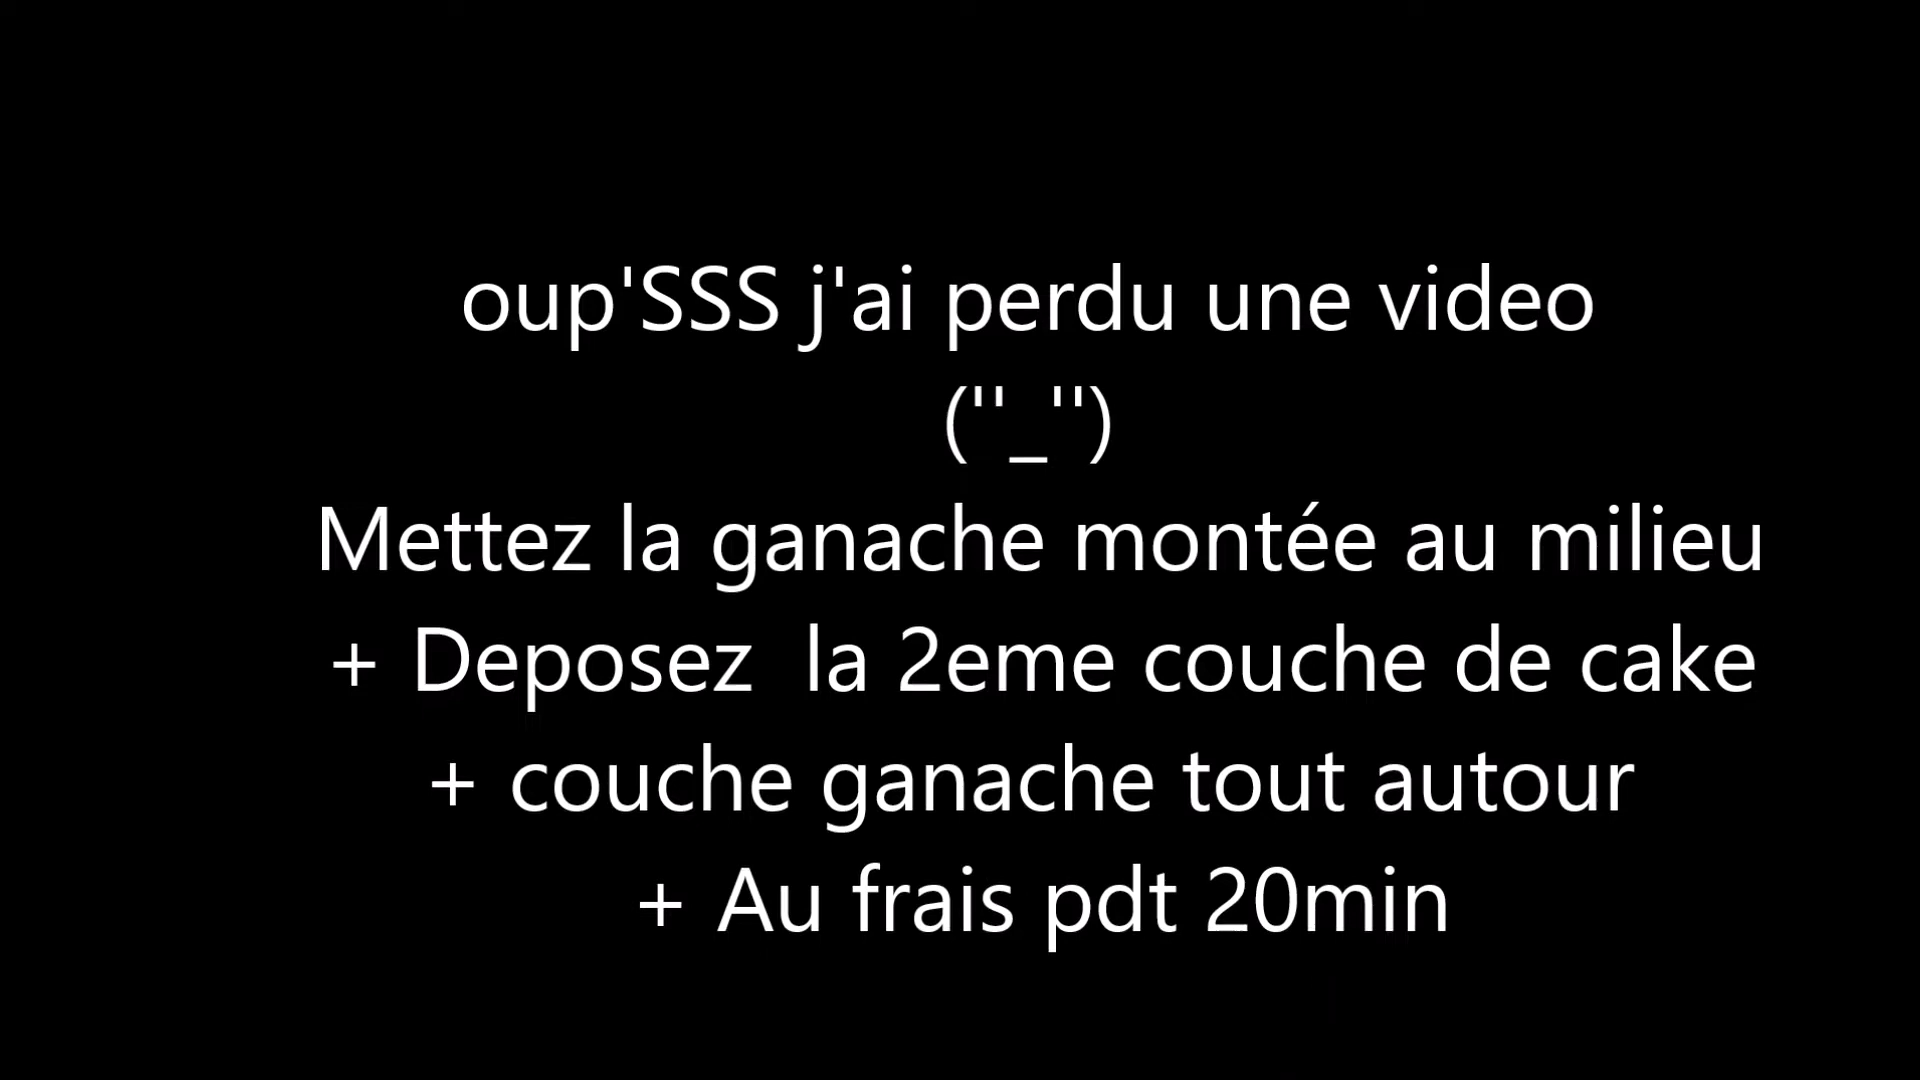 oup'SSS j'ai perdu une video
(''_'')
Mettez la ganache montée au milieu
+ Deposez  la 2eme couche de cake
+ couche ganache tout autour
+ Au frais pdt 20min